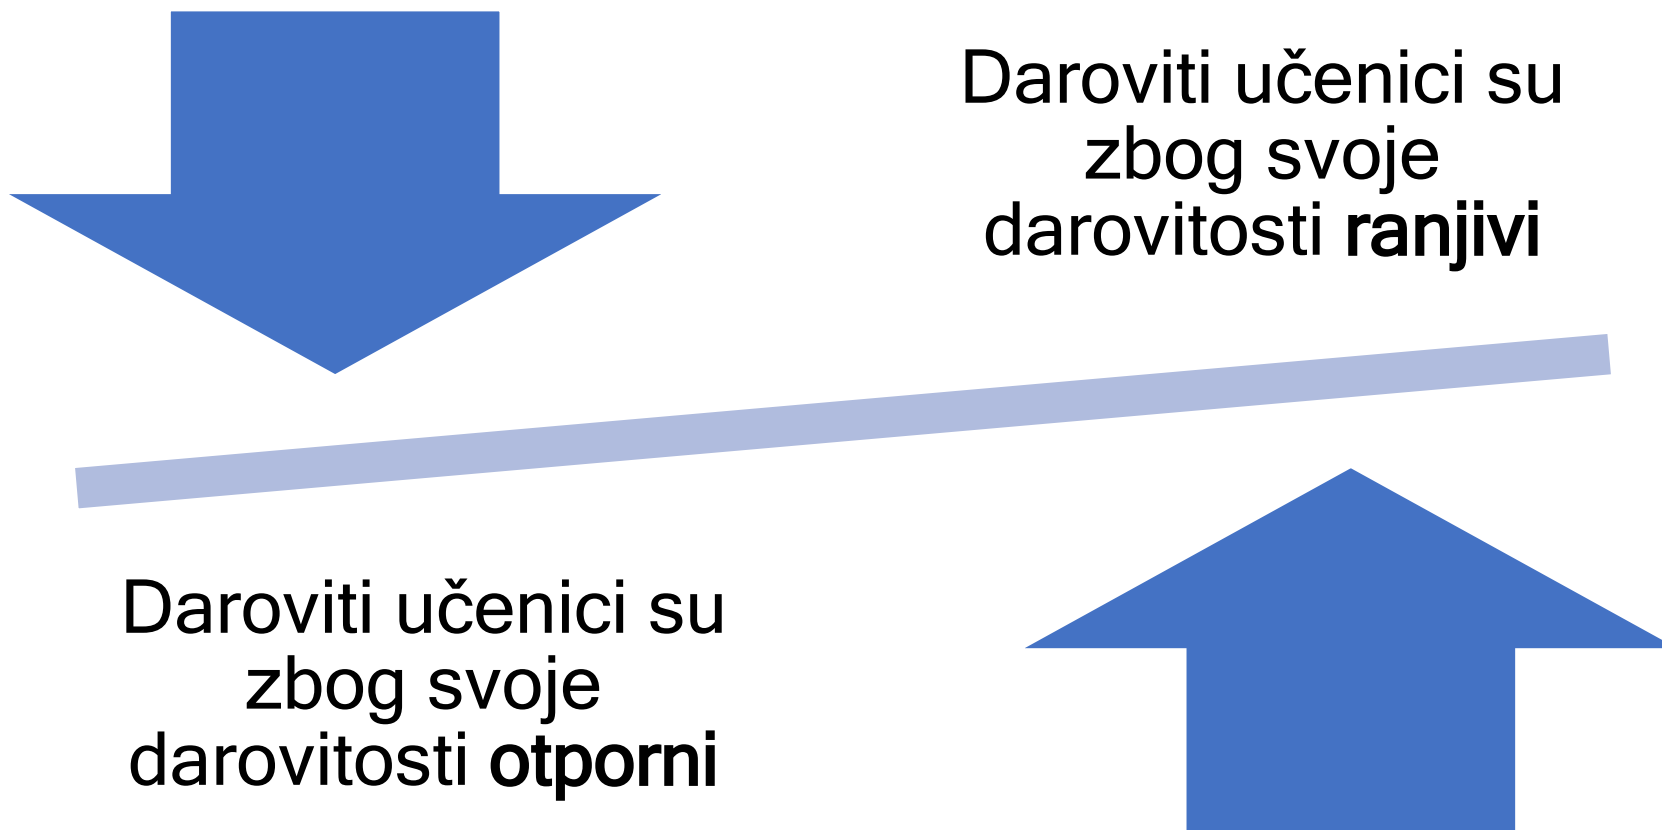 Daroviti učenici su
zbog svoje
darovitosti ranjivi
Daroviti učenici su
zbog svoje
darovitosti otporni